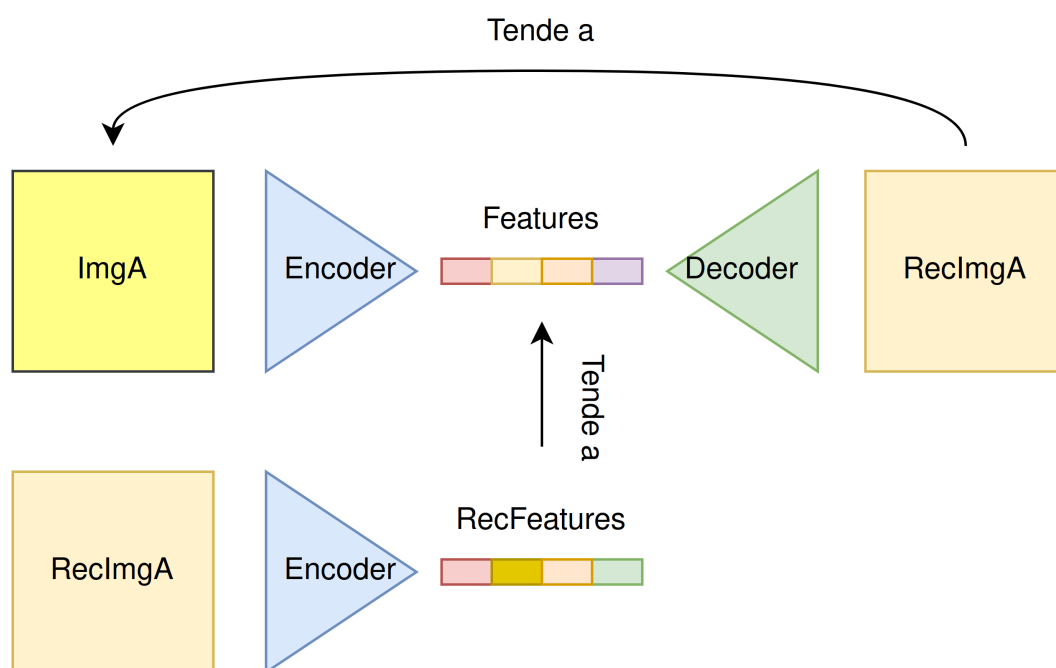 Tende a
ImgA
Encoder
Features
Decoder
RecImgA
Tende a
RecImgA
Encoder
RecFeatures